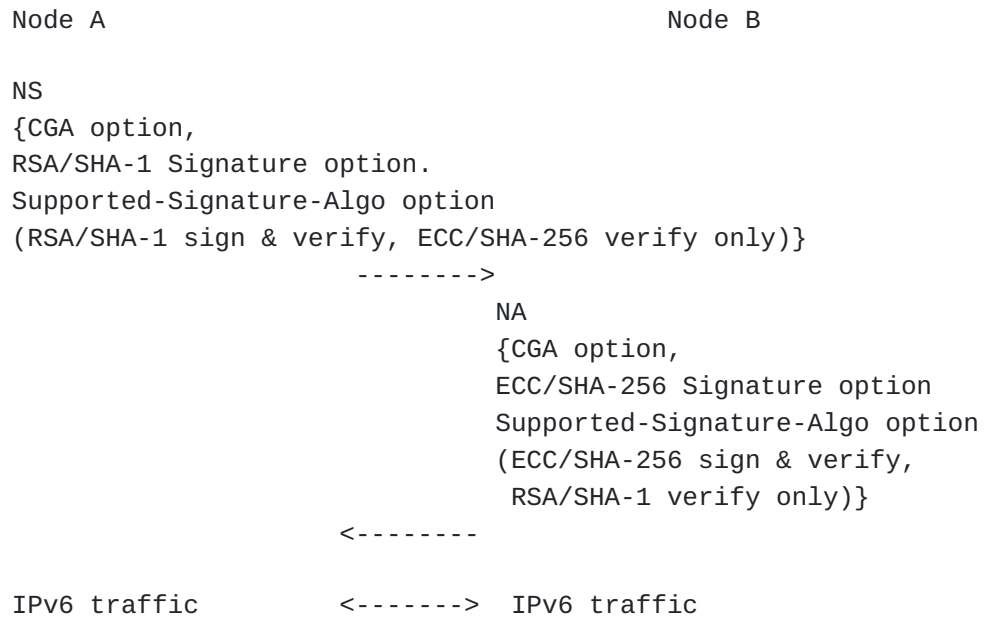 Node A                                    Node B

NS
{CGA option,
RSA/SHA-1 Signature option.
Supported-Signature-Algo option
(RSA/SHA-1 sign & verify, ECC/SHA-256 verify only)}
                      -------->
                               NA
                               {CGA option,
                               ECC/SHA-256 Signature option
                               Supported-Signature-Algo option
                               (ECC/SHA-256 sign & verify,
                                RSA/SHA-1 verify only)}
                     <--------

IPv6 traffic         <------->  IPv6 traffic